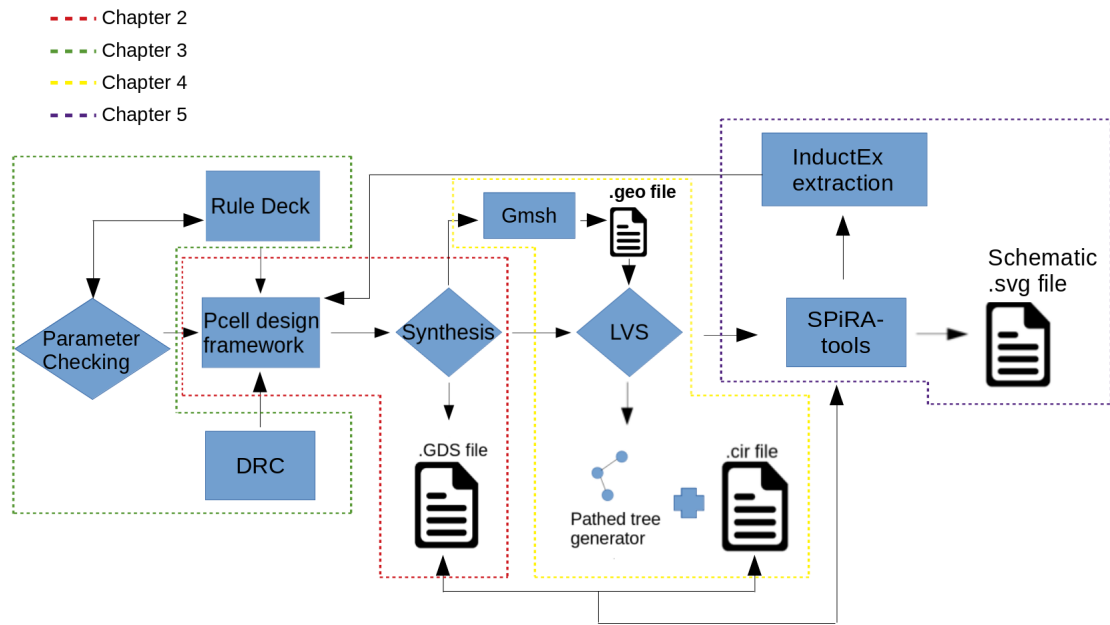 Chapter 2
Chapter 3
Chapter 4
Chapter 5
InductEx
extraction
.geo file
Rule Deck
Gmsh
Schematic
.svg file
Pcell design
framework
Synthesis
LVS
SPiRA-
tools
Parameter
Checking
.GDS file
.cir file
DRC
Pathed tree
generator